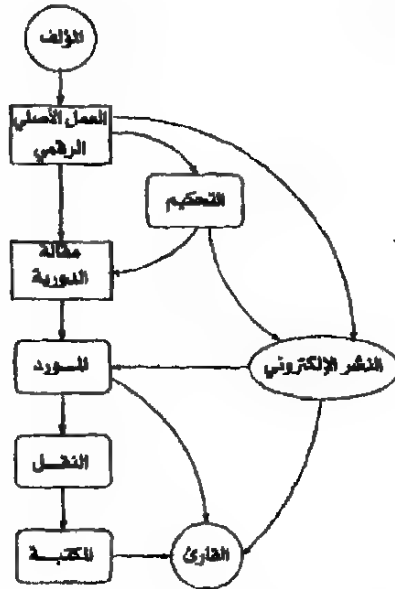 المؤلف
العمل الأصلي
الرقمي
التحكيم
مقالة
الدورية
المورد
النشر الإلكتروني
النقل
المكتبة
القارئ